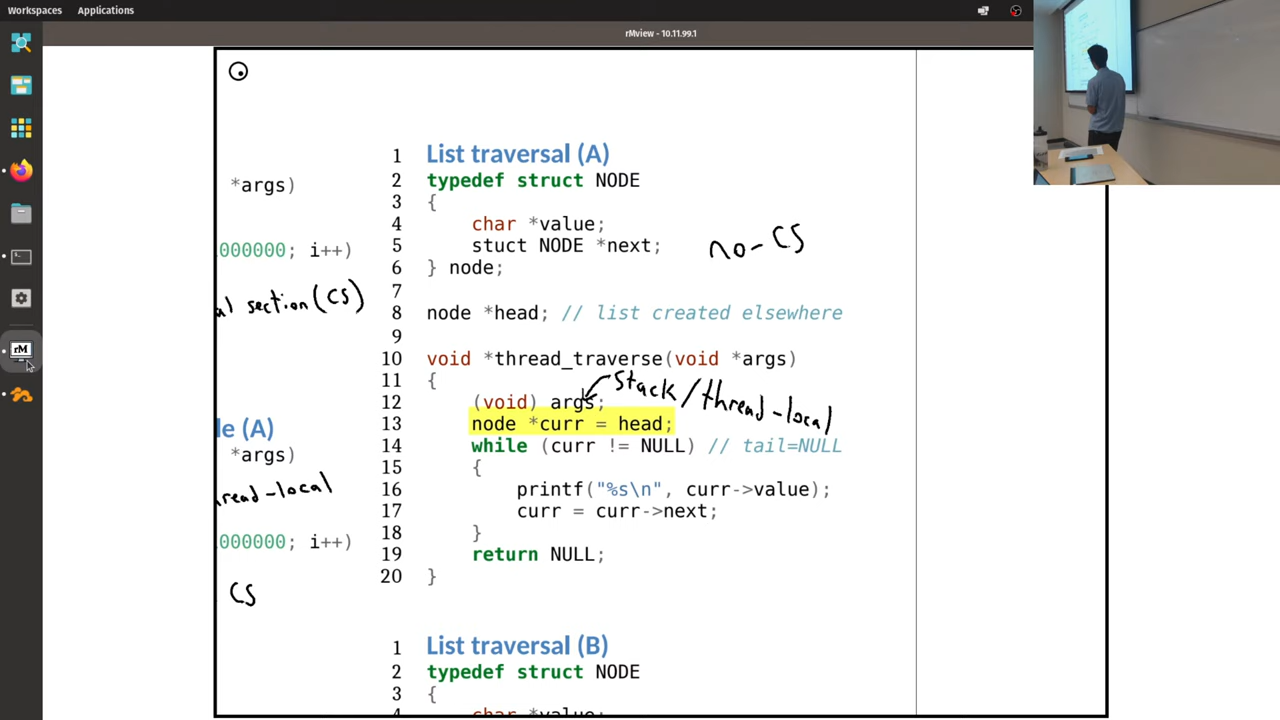 Workspaces Applications
rMview - 10.11.99.1
rM
*args)
000000; i++)
al section (CS)
le (A)
*args)
read-local
000000; i++)
CS
1 List traversal (A)
2 typedef struct NODE
3 {
4 char *value;
5 stuct NODE *next;
no-CS
6 } node;
7
8 node *head; // list created elsewhere
9
10 void *thread_traverse(void *args)
11 {
stack/thread-local
12 (void) args;
13 node *curr = head;
14 while (curr != NULL) // tail=NULL
15 {
16 printf("%s\n", curr->value);
17 curr = curr->next;
18 }
19 return NULL;
20 }
1 List traversal (B)
2 typedef struct NODE
3 {
4 char *value;